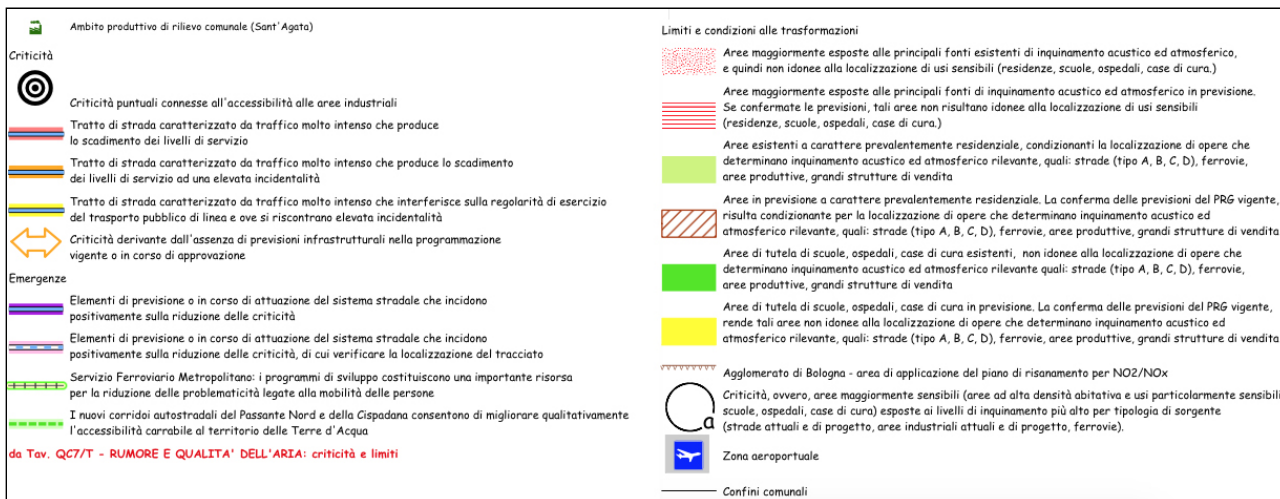 Ambito produttivo di rilievo comunale (Sant'Agata)
Criticità
Criticità puntuali connesse all'accessibilità alle aree industriali
Tratto di strada caratterizzato da traffico molto intenso che produce
lo scadimento dei livelli di servizio
Tratto di strada caratterizzato da traffico molto intenso che produce lo scadimento
dei livelli di servizio ad una elevata incidentalità
Tratto di strada caratterizzato da traffico molto intenso che interferisce sulla regolarità di esercizio
del trasporto pubblico di linea e ove si riscontrano elevata incidentalità
Criticità derivante dall'assenza di previsioni infrastrutturali nella programmazione
vigente o in corso di approvazione
Emergenze
Elementi di previsione o in corso di attuazione del sistema stradale che incidono
positivamente sulla riduzione delle criticità
Elementi di previsione o in corso di attuazione del sistema stradale che incidono
positivamente sulla riduzione delle criticità, di cui verificare la localizzazione del tracciato
Servizio Ferroviario Metropolitano: i programmi di sviluppo costituiscono una importante risorsa
per la riduzione delle problematicità legate alla mobilità delle persone
I nuovi corridoi autostradali del Passante Nord e della Cispadana consentono di migliorare qualitativamente
l'accessibilità carrabile al territorio delle Terre d'Acqua
da Tav. QC7/T - RUMORE E QUALITA' DELL'ARIA: criticità e limiti
Limiti e condizioni alle trasformazioni
Aree maggiormente esposte alle principali fonti esistenti di inquinamento acustico ed atmosferico,
e quindi non idonee alla localizzazione di usi sensibili (residenze, scuole, ospedali, case di cura.)
Aree maggiormente esposte alle principali fonti di inquinamento acustico ed atmosferico in previsione.
Se confermate le previsioni, tali aree non risultano idonee alla localizzazione di usi sensibili
(residenze, scuole, ospedali, case di cura.)
Aree esistenti a carattere prevalentemente residenziale, condizionanti la localizzazione di opere che
determinano inquinamento acustico ed atmosferico rilevante, quali: strade (tipo A, B, C, D), ferrovie,
aree produttive, grandi strutture di vendita
Aree in previsione a carattere prevalentemente residenziale. La conferma delle previsioni del PRG vigente,
risulta condizionante per la localizzazione di opere che determinano inquinamento acustico ed
atmosferico rilevante, quali: strade (tipo A, B, C, D), ferrovie, aree produttive, grandi strutture di vendita
Aree di tutela di scuole, ospedali, case di cura esistenti, non idonee alla localizzazione di opere che
determinano inquinamento acustico ed atmosferico rilevante quali: strade (tipo A, B, C, D), ferrovie,
aree produttive, grandi strutture di vendita
Aree di tutela di scuole, ospedali, case di cura in previsione. La conferma delle previsioni del PRG vigente,
rende tali aree non idonee alla localizzazione di opere che determinano inquinamento acustico ed
atmosferico rilevante, quali: strade (tipo A, B, C, D), ferrovie, aree produttive, grandi strutture di vendita
Agglomerato di Bologna - area di applicazione del piano di risanamento per NO2/NOx
Criticità, ovvero, aree maggiormente sensibili (aree ad alta densità abitativa e usi particolarmente sensibili
scuole, ospedali, case di cura) esposte ai livelli di inquinamento più alto per tipologia di sorgente
(strade attuali e di progetto, aree industriali attuali e di progetto, ferrovie).
a
Zona aeroportuale
Confini comunali